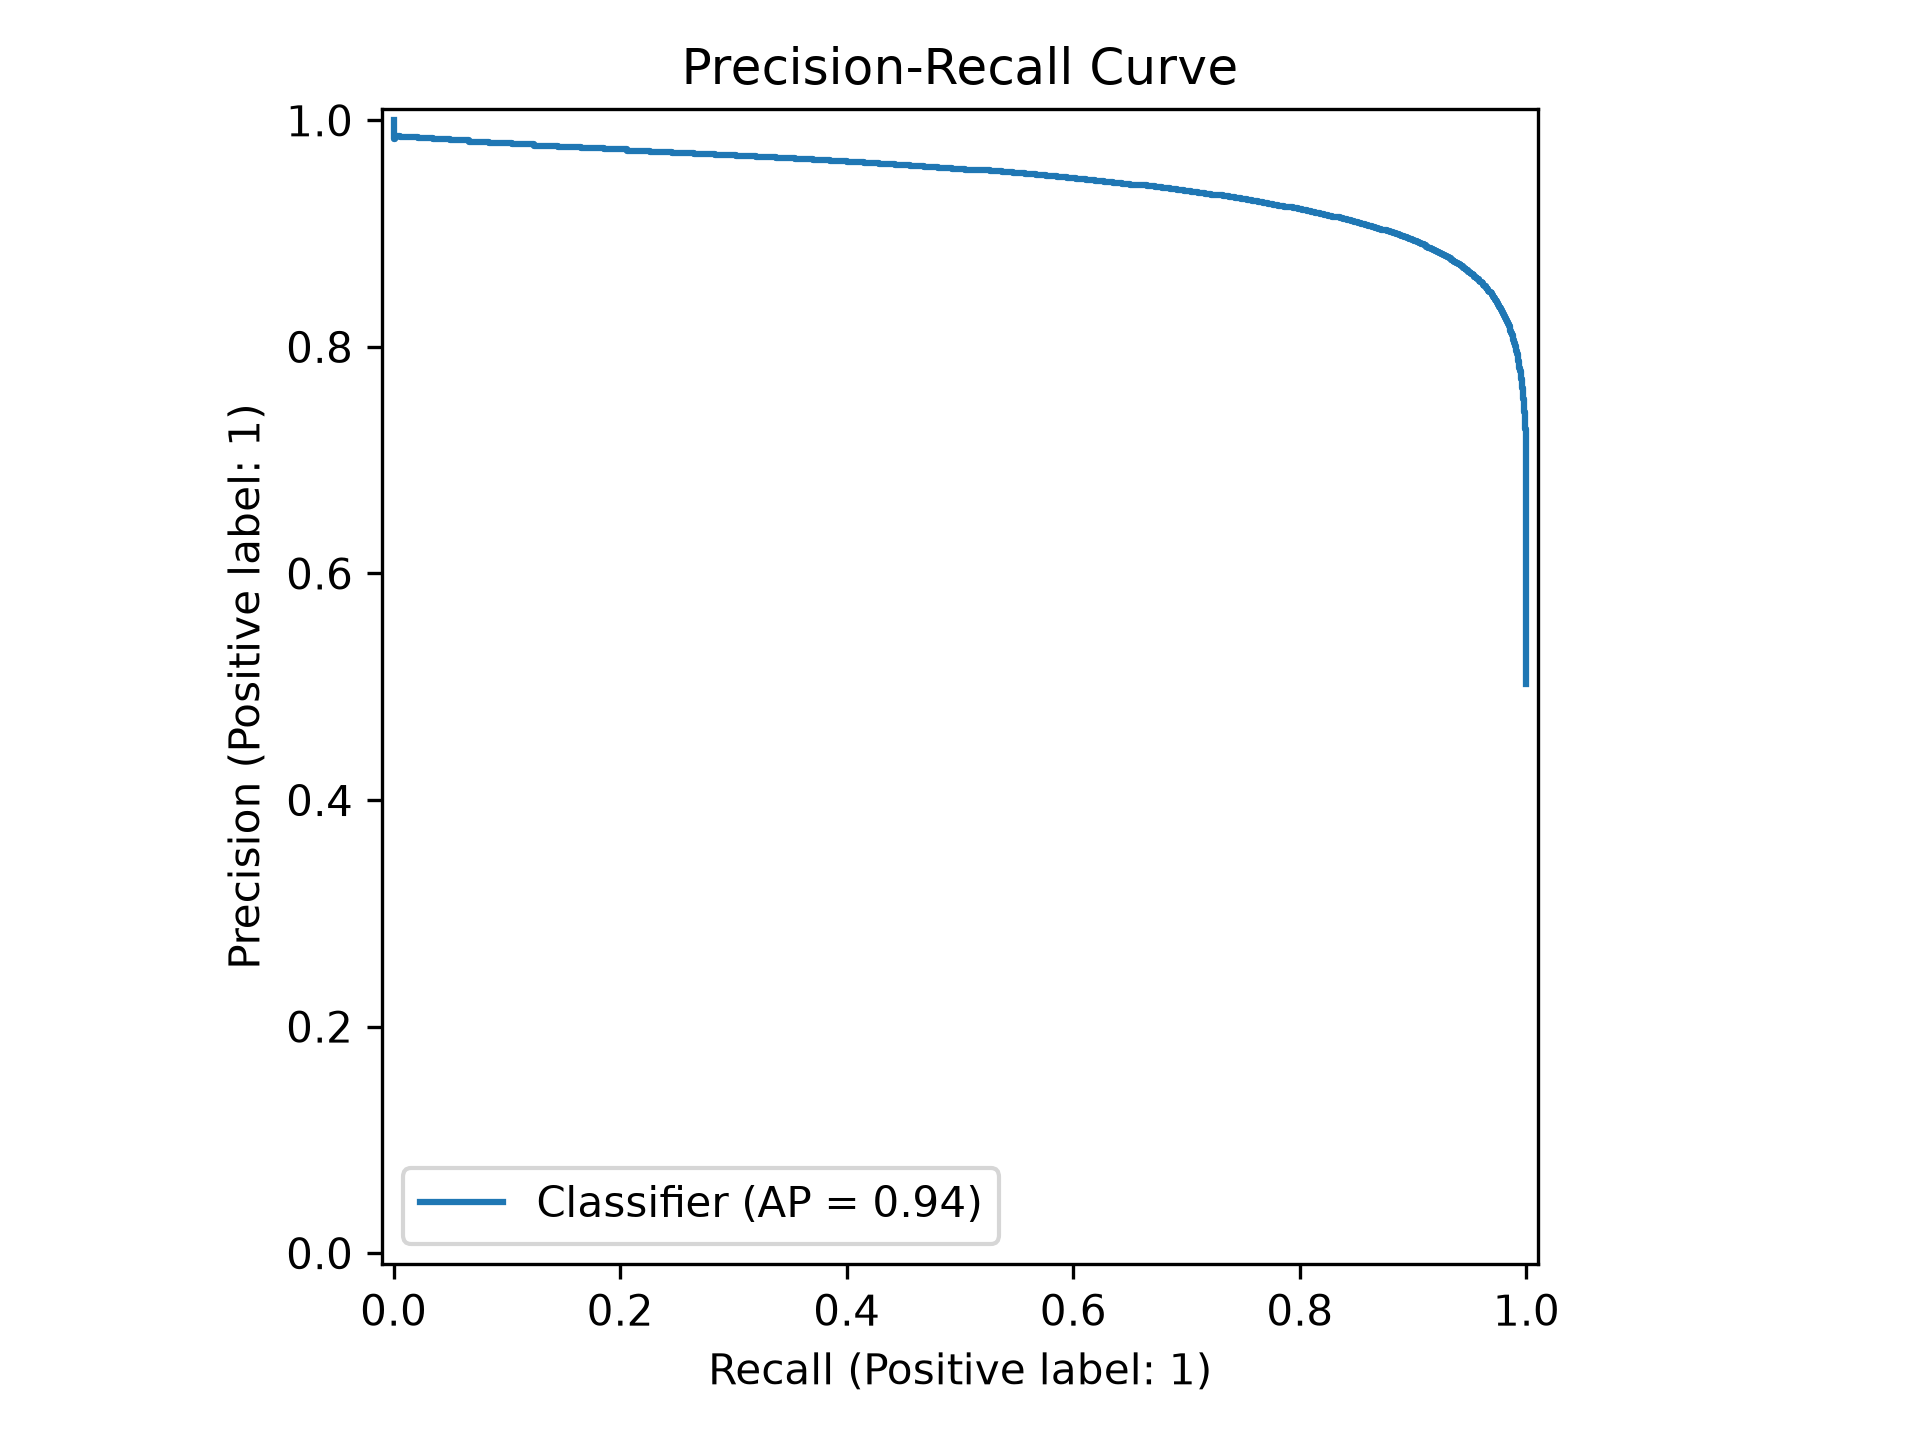 Precision-Recall Curve
1.0
0.8
0.6
0.4
0.2
0.0
Precision (Positive label: 1)
Classifier (AP = 0.94)
0.0 0.2 0.4 0.6 0.8 1.0
Recall (Positive label: 1)